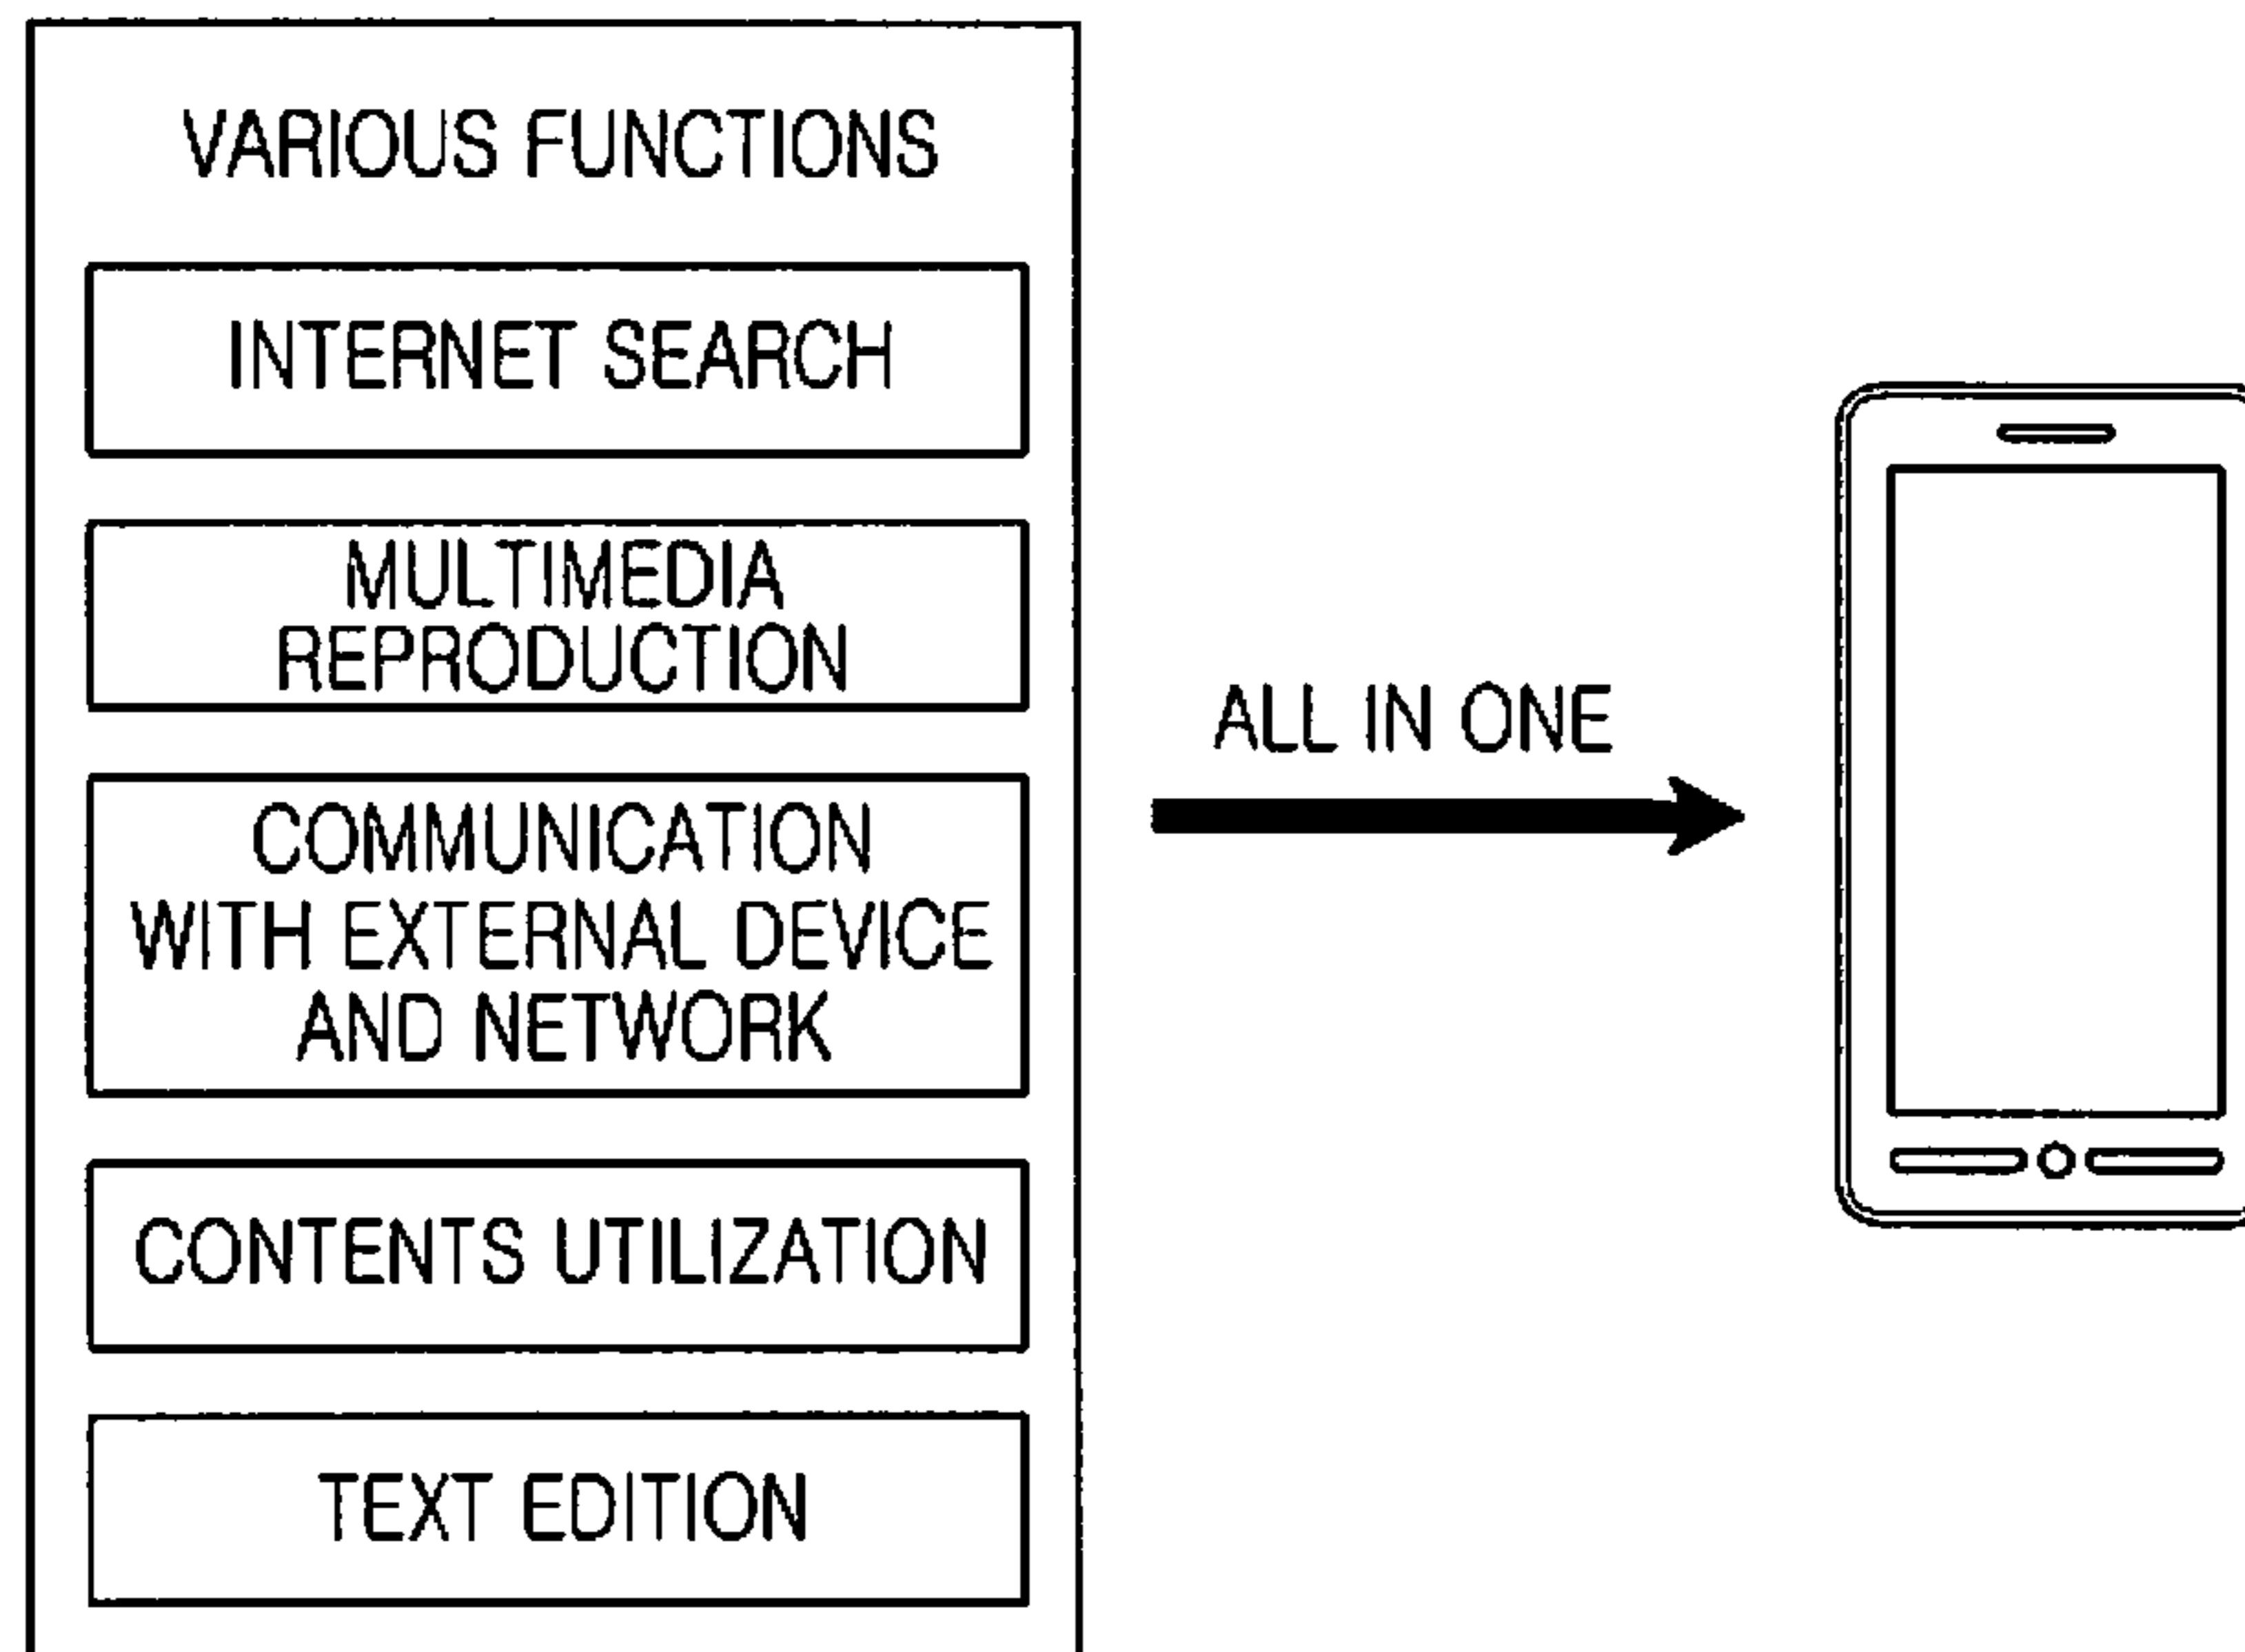 VARIOUS FUNCTIONS
INTERNET SEARCH
MULTIMEDIA
REPRODUCTION
COMMUNICATION
WITH EXTERNAL DEVICE
AND NETWORK
CONTENTS UTILIZATION
TEXT EDITION
ALL IN ONE